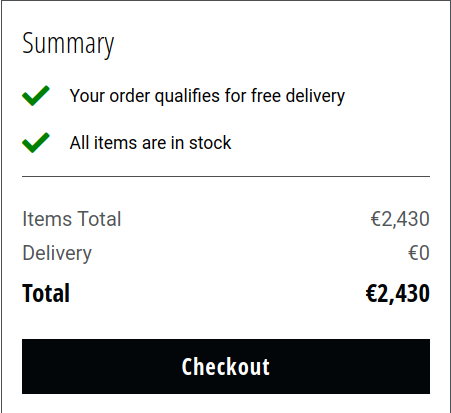 Summary
Your order qualifies for free delivery
All items are in stock
Items Total €2,430
Delivery €0
Total €2,430
Checkout